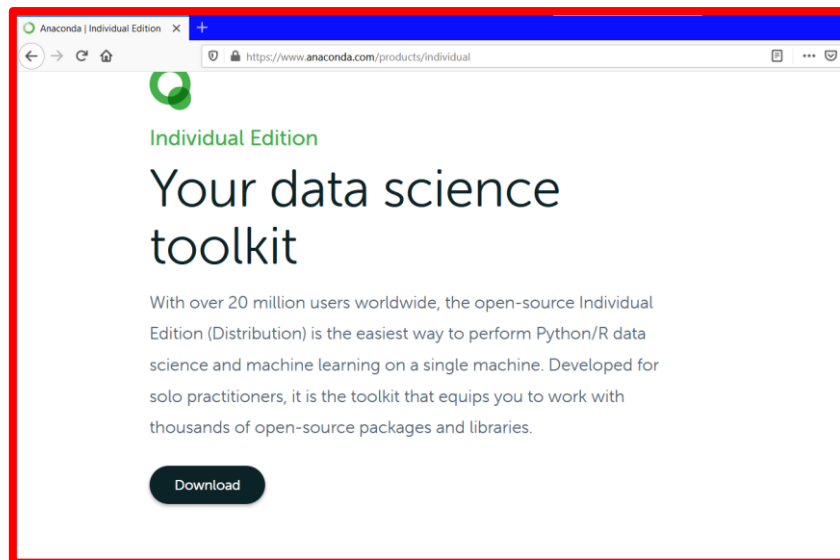 Anaconda | Individual Edition
https://www.anaconda.com/products/individual
Individual Edition
Your data science
toolkit
With over 20 million users worldwide, the open-source Individual
Edition (Distribution) is the easiest way to perform Python/R data
science and machine learning on a single machine. Developed for
solo practitioners, it is the toolkit that equips you to work with
thousands of open-source packages and libraries.
Download